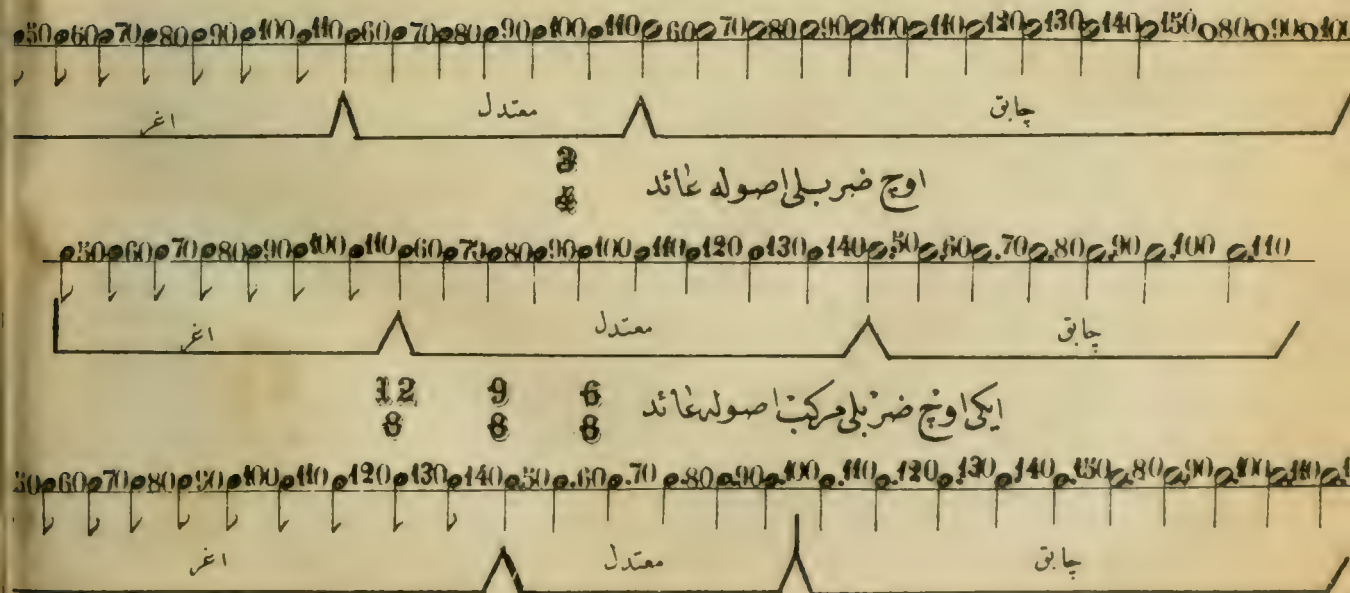 50 60 70 80 90 100 110 60 70 80 90 100 110 60 70 80 90 100 110 120 130 140 150 80 90 100
اغر معتدل چابق
اوچ ضربلی اصوله عائد 3/4
50 60 70 80 90 100 110 60 70 80 90 100 110 120 130 140 50 60 70 80 90 100 110
اغر معتدل چابق
ایکی اوچ ضربلی مرکب اصوله عائد 6/8 9/8 12/8
50 60 70 80 90 100 110 120 130 140 50 60 70 80 90 100 110 120 130 140 150 80 90 100 110
اغر معتدل چابق